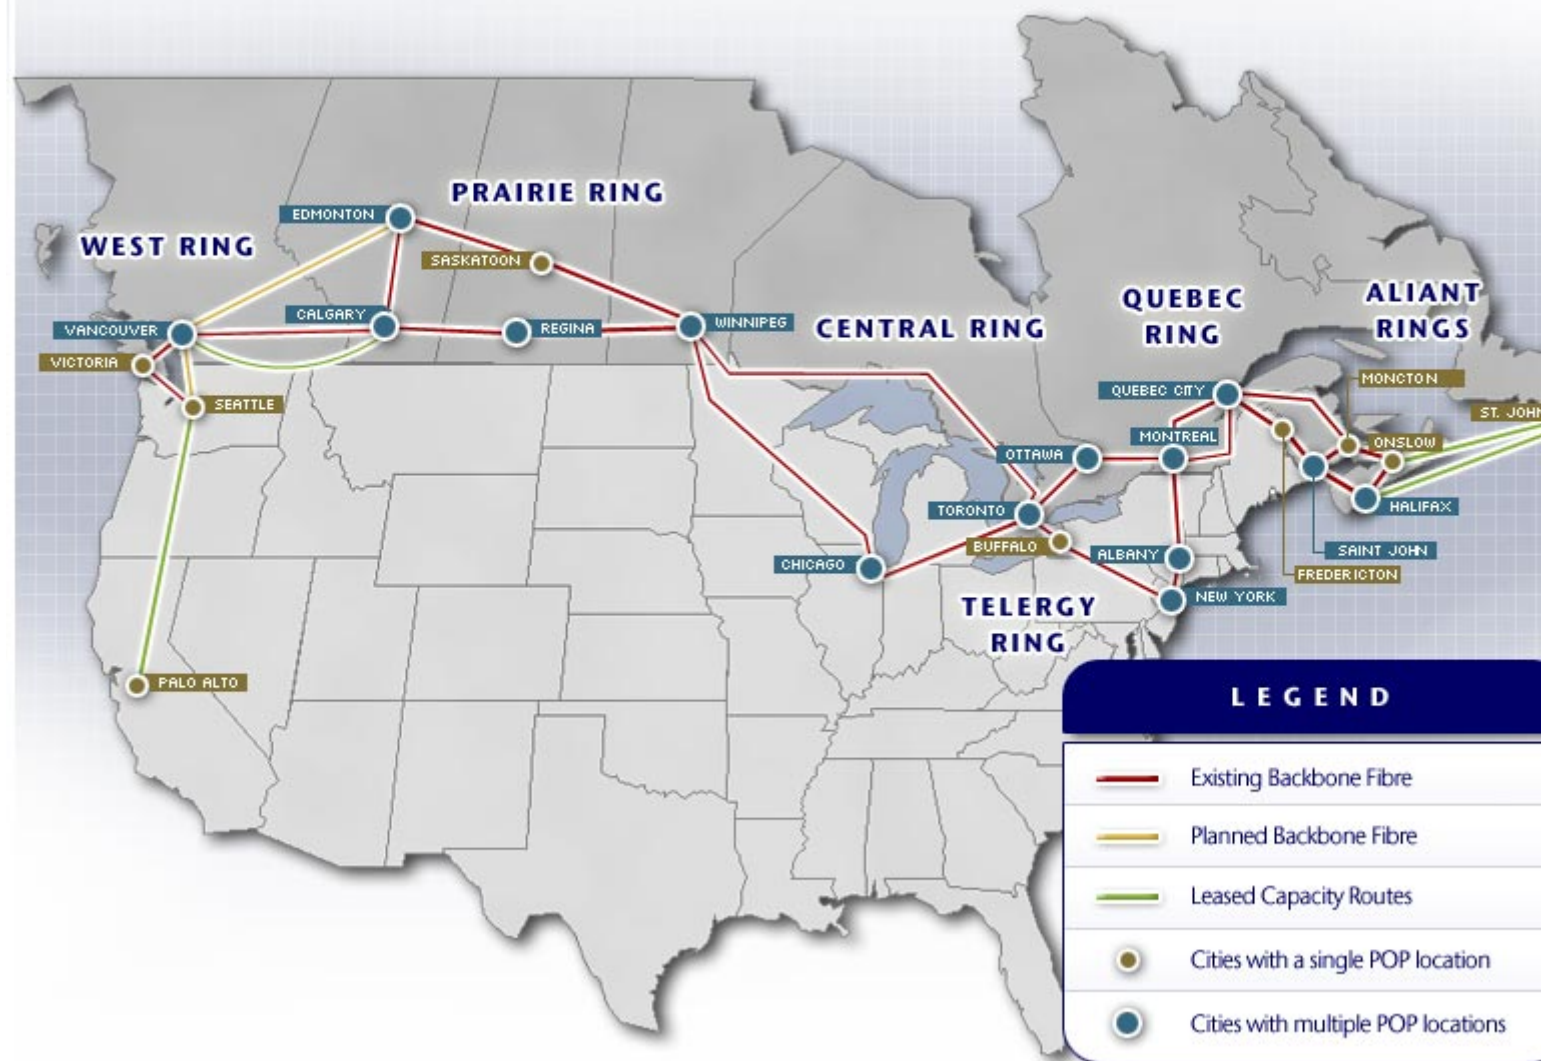 PRAIRIE RING
EDMONTON
WEST RING
SASKATOON
QUEBEC
RING
ALIANT
RINGS
CALGARY
VANCOUVER
REGINA
WINNIPEG
CENTRAL RING
VICTORIA
MONCTON
QUEBEC CITY
SEATTLE
ST. JOHN
MONTREAL
ONSLOW
OTTAWA
TORONTO
HALIFAX
BUFFALO
ALBANY
SAINT JOHN
CHICAGO
FREDERICTON
NEW YORK
TELERGY
RING
PALO ALTO
LEGEND
Existing Backbone Fibre
Planned Backbone Fibre
Leased Capacity Routes
Cities with a single POP location
Cities with multiple POP locations